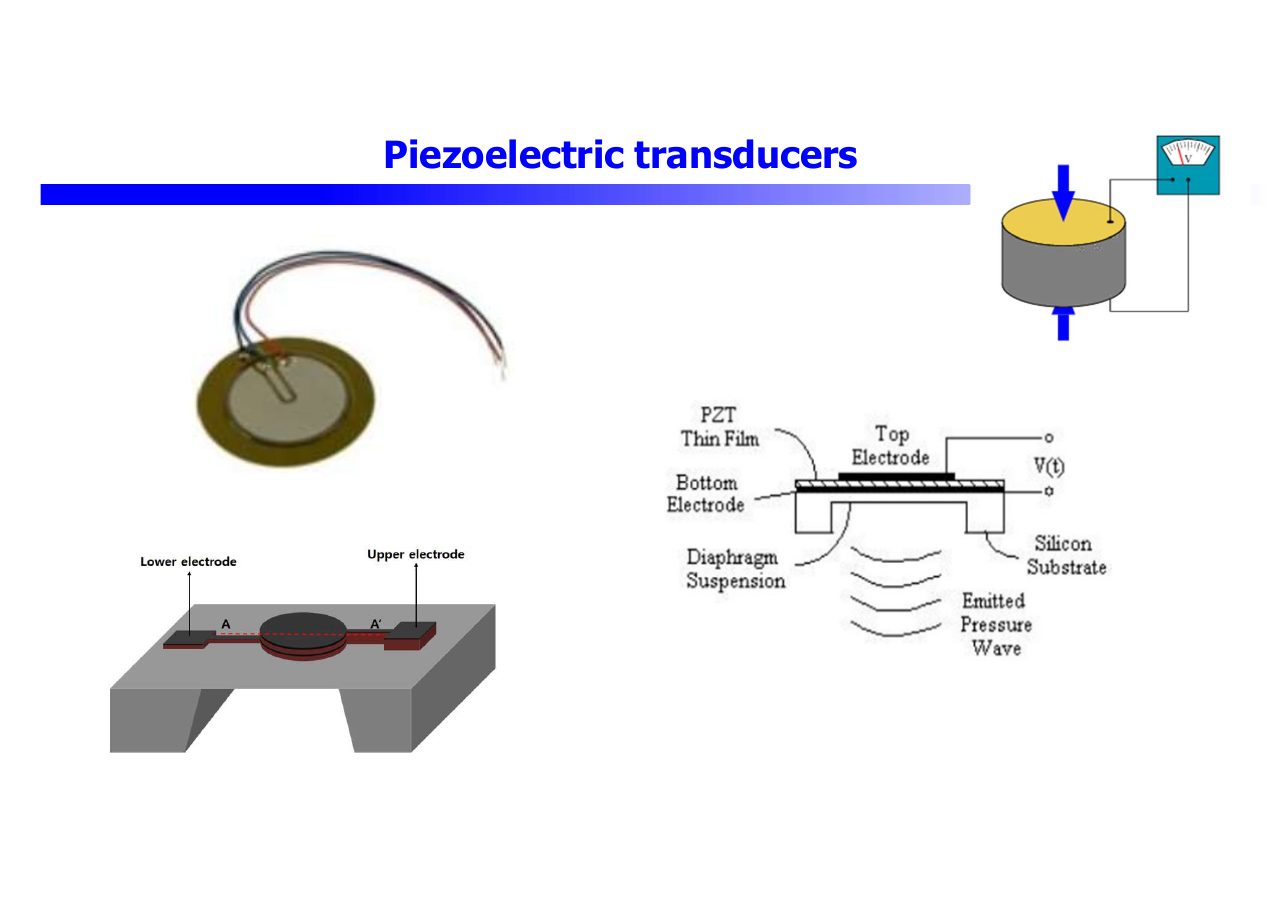 Piezoelectric transducers
V
PZT
Thin Film
Top
Electrode
V(t)
Bottom
Electrode
Diaphragm
Suspension
Silicon
Substrate
Emitted
Pressure
Wave
Lower electrode
Upper electrode
A
A'